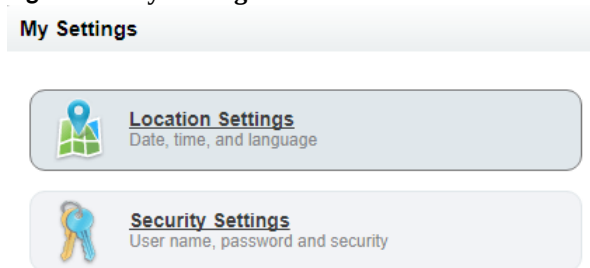 My Settings
Location Settings
Date, time, and language
Security Settings
User name, password and security